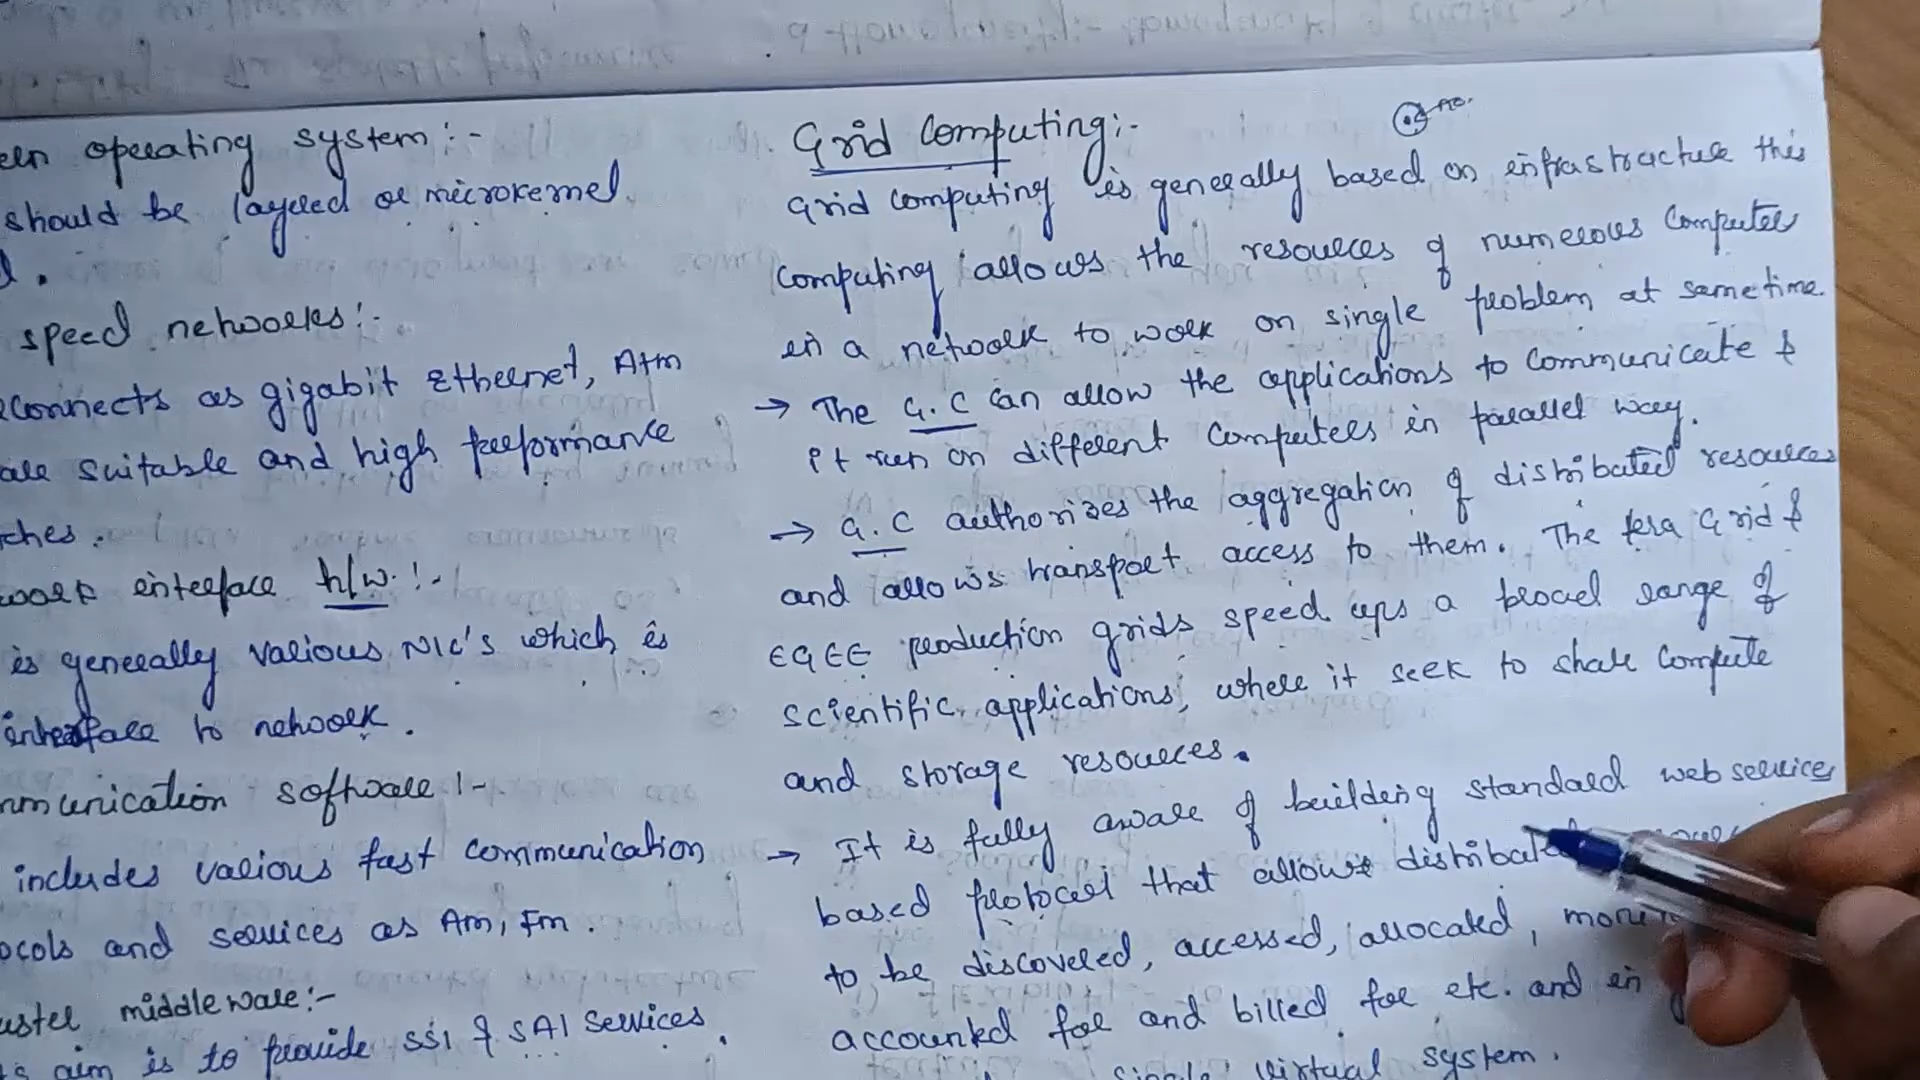 operating system:-
should be layered or microkernel
speed networks:-
connects as gigabit Ethernet, Atm
are suitable and high performance
ches.
interface h/w:-
is generally various NIC's which is
interface to network.
munication software:-
includes various fast communication
ocols and services as Am, Fm.
uster middleware:-
aim is to provide SSI & SAI services.
Grid Computing:-
Grid computing is generally based on infrastracture this
computing allows the resources of numerous computers
in a network to work on single problem at same time
→ The G.C can allow the applications to communicate &
it run on different computers in parallel way.
→ G.C authorizes the aggregation of distributed resources
and allows transport access to them. The tera Grid &
EGEE production grids speed ups a broad range of
scientific applications, where it seek to share compute
and storage resources.
→ It is fully aware of building standard web services
based protocol that allows
to be discovered, accessed, allocated,
accounted for and billed for etc. and in
single virtual system.